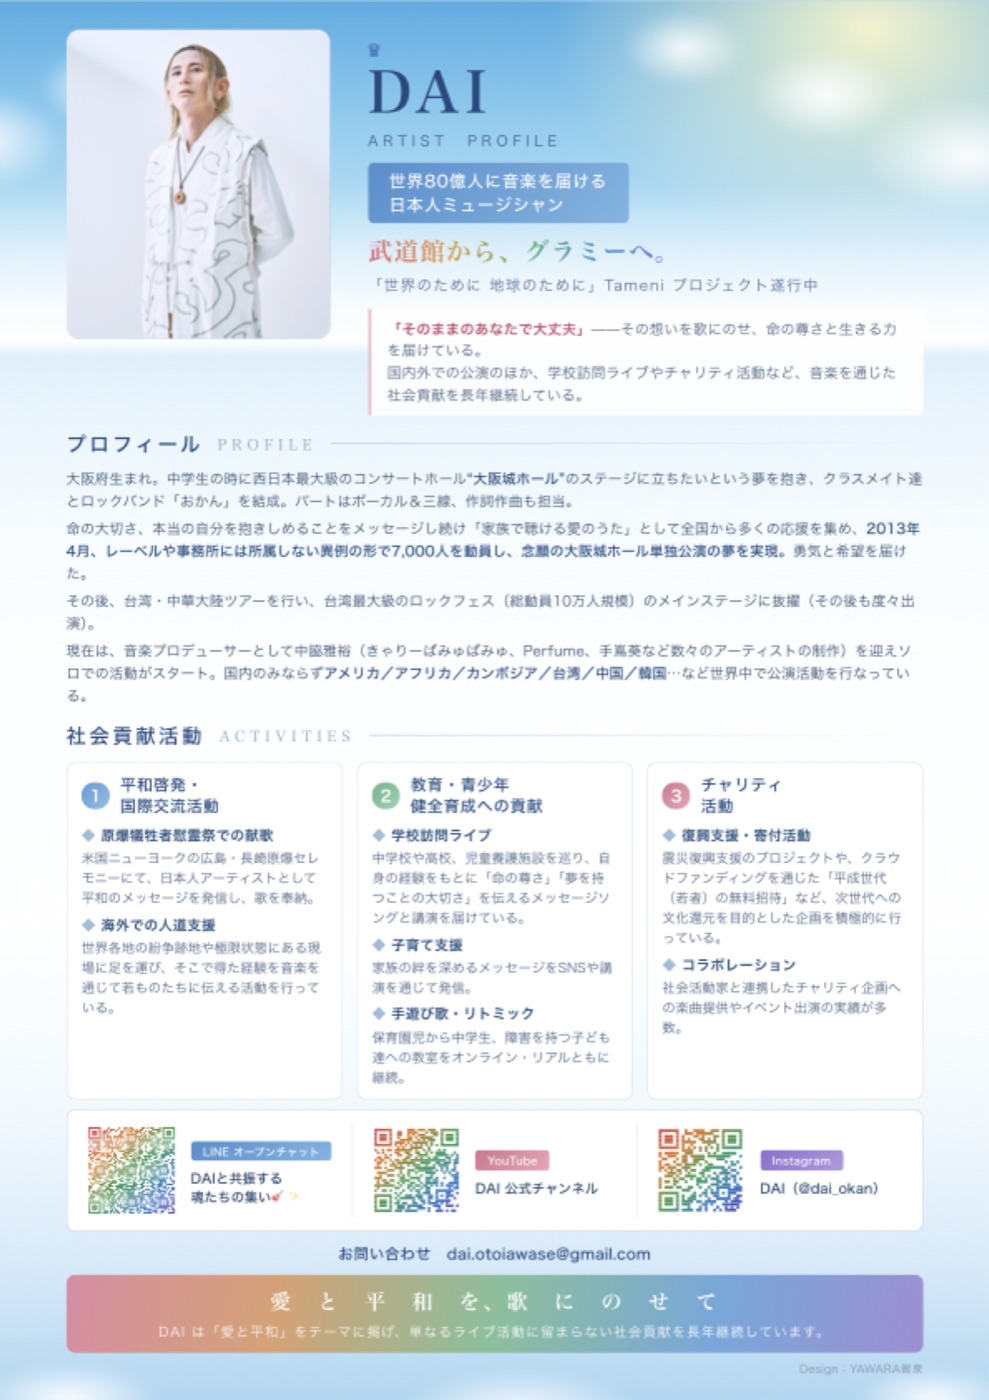 DAI
ARTIST PROFILE
世界80億人に音楽を届ける
日本人ミュージシャン
武道館から、グラミーへ。
「世界のために 地球のために」Tameni プロジェクト遂行中
「そのままのあなたで大丈夫」——その想いを歌にのせ、命の尊さと生きる力
を届けている。
国内外での公演のほか、学校訪問ライブやチャリティ活動など、音楽を通じた
社会貢献を長年継続している。
プロフィール PROFILE
大阪府生まれ。中学生の時に西日本最大級のコンサートホール“大阪城ホール”のステージに立ちたいという夢を抱き、クラスメイト達
とロックバンド「おかん」を結成。パートはボーカル＆三線、作詞作曲も担当。
命の大切さ、本当の自分を抱きしめることをメッセージし続け「家族で聴ける愛のうた」として全国から多くの応援を集め、2013年
4月、レーベルや事務所には所属しない異例の形で7,000人を動員し、念願の大阪城ホール単独公演の夢を実現。勇気と希望を届け
た。
その後、台湾・中華大陸ツアーを行い、台湾最大級のロックフェス（総動員10万人規模）のメインステージに抜擢（その後も度々出
演）。
現在は、音楽プロデューサーとして中脇雅裕（きゃりーぱみゅぱみゅ、Perfume、手嶌葵など数々のアーティストの制作）を迎えソ
ロでの活動がスタート。国内のみならずアメリカ／アフリカ／カンボジア／台湾／中国／韓国…など世界中で公演活動を行なってい
る。
社会貢献活動 ACTIVITIES
1 平和啓発・
国際交流活動
◆ 原爆犠牲者慰霊祭での献歌
米国ニューヨークの広島・長崎原爆セレ
モニーにて、日本人アーティストとして
平和のメッセージを発信し、歌を奉納。
◆ 海外での人道支援
世界各地の紛争跡地や極限状態にある現
場に足を運び、そこで得た経験を音楽を
通じて若ものたちに伝える活動を行って
いる。
2 教育・青少年
健全育成への貢献
◆ 学校訪問ライブ
中学校や高校、児童養護施設を巡り、自
身の経験をもとに「命の尊さ」「夢を持
つことの大切さ」を伝えるメッセージソ
ングと講演を届けている。
◆ 子育て支援
家族の絆を深めるメッセージをSNSや講
演を通じて発信。
◆ 手遊び歌・リトミック
保育園児から中学生、障害を持つ子ども
達への教室をオンライン・リアルともに
継続。
3 チャリティ
活動
◆ 復興支援・寄付活動
震災復興支援のプロジェクトや、クラウ
ドファンディングを通じた「平成世代
（若者）の無料招待」など、次世代への
文化還元を目的とした企画を積極的に行
っている。
◆ コラボレーション
社会活動家と連携したチャリティ企画へ
の楽曲提供やイベント出演の実績が多
数。
LINE オープンチャット
DAIと共振する
魂たちの集い
YouTube
DAI 公式チャンネル
Instagram
DAI（@dai_okan）
お問い合わせ dai.otoiawase@gmail.com
愛と平和を、歌にのせて
DAI は「愛と平和」をテーマに掲げ、単なるライブ活動に留まらない社会貢献を長年継続しています。
Design：YAWARA智泉